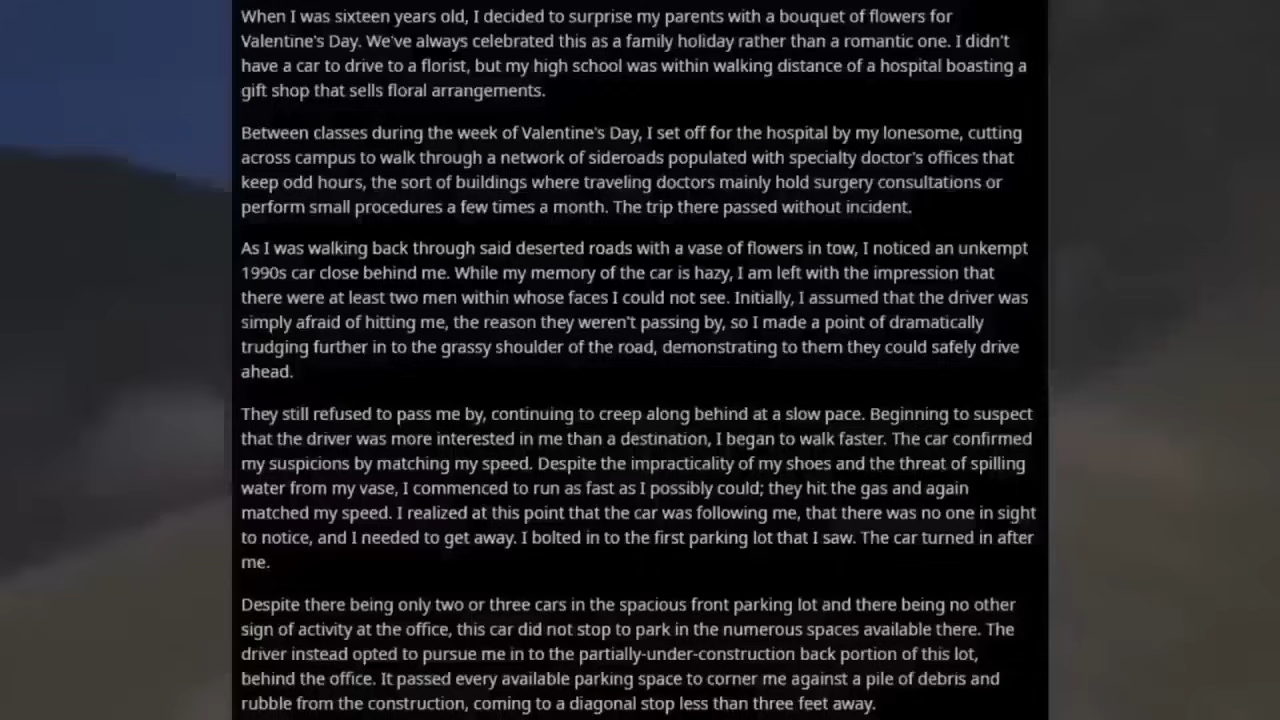 When I was sixteen years old, I decided to surprise my parents with a bouquet of flowers for
Valentine's Day. We've always celebrated this as a family holiday rather than a romantic one. I didn't
have a car to drive to a florist, but my high school was within walking distance of a hospital boasting a
gift shop that sells floral arrangements.
Between classes during the week of Valentine's Day, I set off for the hospital by my lonesome, cutting
across campus to walk through a network of sideroads populated with specialty doctor's offices that
keep odd hours, the sort of buildings where traveling doctors mainly hold surgery consultations or
perform small procedures a few times a month. The trip there passed without incident.
As I was walking back through said deserted roads with a vase of flowers in tow, I noticed an unkempt
1990s car close behind me. While my memory of the car is hazy, I am left with the impression that
there were at least two men within whose faces I could not see. Initially, I assumed that the driver was
simply afraid of hitting me, the reason they weren't passing by, so I made a point of dramatically
trudging further in to the grassy shoulder of the road, demonstrating to them they could safely drive
ahead.
They still refused to pass me by, continuing to creep along behind at a slow pace. Beginning to suspect
that the driver was more interested in me than a destination, I began to walk faster. The car confirmed
my suspicions by matching my speed. Despite the impracticality of my shoes and the threat of spilling
water from my vase, I commenced to run as fast as I possibly could; they hit the gas and again
matched my speed. I realized at this point that the car was following me, that there was no one in sight
to notice, and I needed to get away. I bolted in to the first parking lot that I saw. The car turned in after
me.
Despite there being only two or three cars in the spacious front parking lot and there being no other
sign of activity at the office, this car did not stop to park in the numerous spaces available there. The
driver instead opted to pursue me in to the partially-under-construction back portion of this lot,
behind the office. It passed every available parking space to corner me against a pile of debris and
rubble from the construction, coming to a diagonal stop less than three feet away.